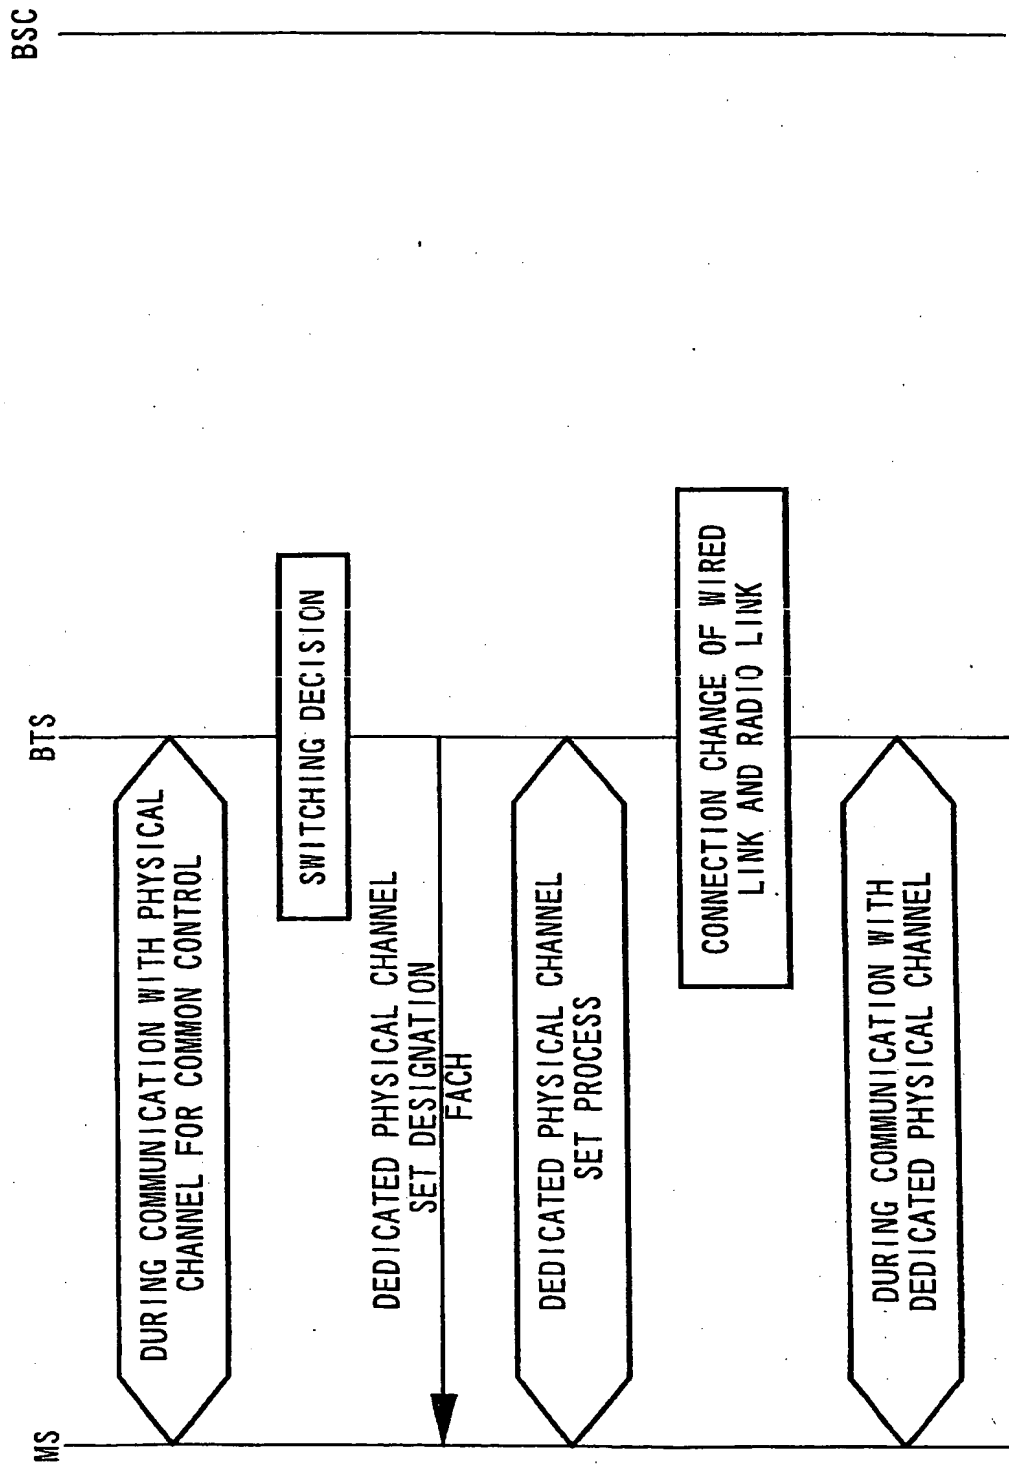 MS
BTS
BSC
DURING COMMUNICATION WITH PHYSICAL
CHANNEL FOR COMMON CONTROL
SWITCHING DECISION
DEDICATED PHYSICAL CHANNEL
SET DESIGNATION
FACH
DEDICATED PHYSICAL CHANNEL
SET PROCESS
CONNECTION CHANGE OF WIRED
LINK AND RADIO LINK
DURING COMMUNICATION WITH
DEDICATED PHYSICAL CHANNEL